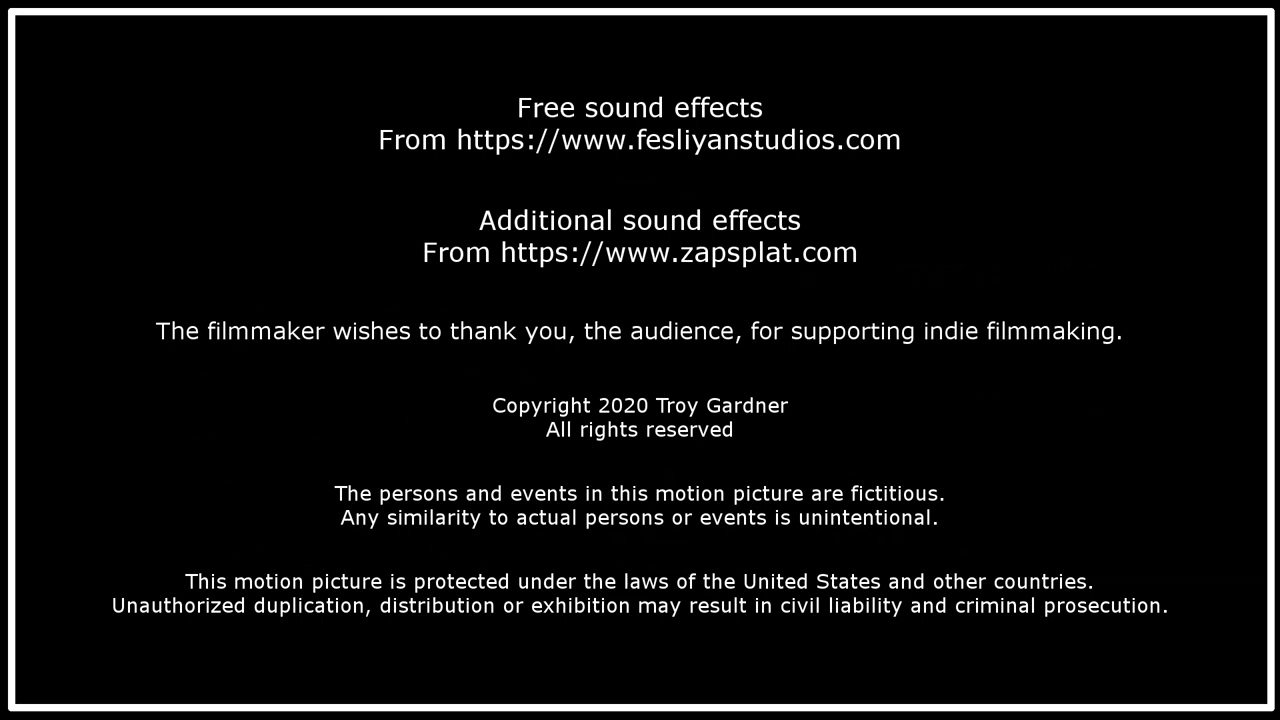 Free sound effects
From https://www.fesliyanstudios.com
Additional sound effects
From https://www.zapsplat.com
The filmmaker wishes to thank you, the audience, for supporting indie filmmaking.
Copyright 2020 Troy Gardner
All rights reserved
The persons and events in this motion picture are fictitious.
Any similarity to actual persons or events is unintentional.
This motion picture is protected under the laws of the United States and other countries.
Unauthorized duplication, distribution or exhibition may result in civil liability and criminal prosecution.